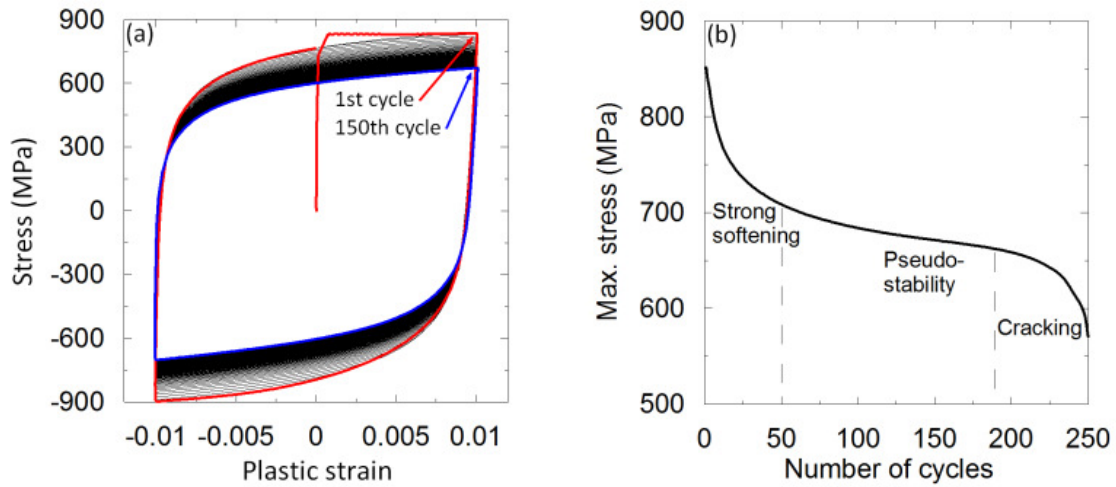 (a)
Stress (MPa)
900
600
300
0
-300
-600
-900
1st cycle
150th cycle
-0.01
-0.005
0
0.005
0.01
Plastic strain
(b)
Max. stress (MPa)
900
800
700
600
500
Strong
softening
Pseudo-
stability
Cracking
0
50
100
150
200
250
Number of cycles